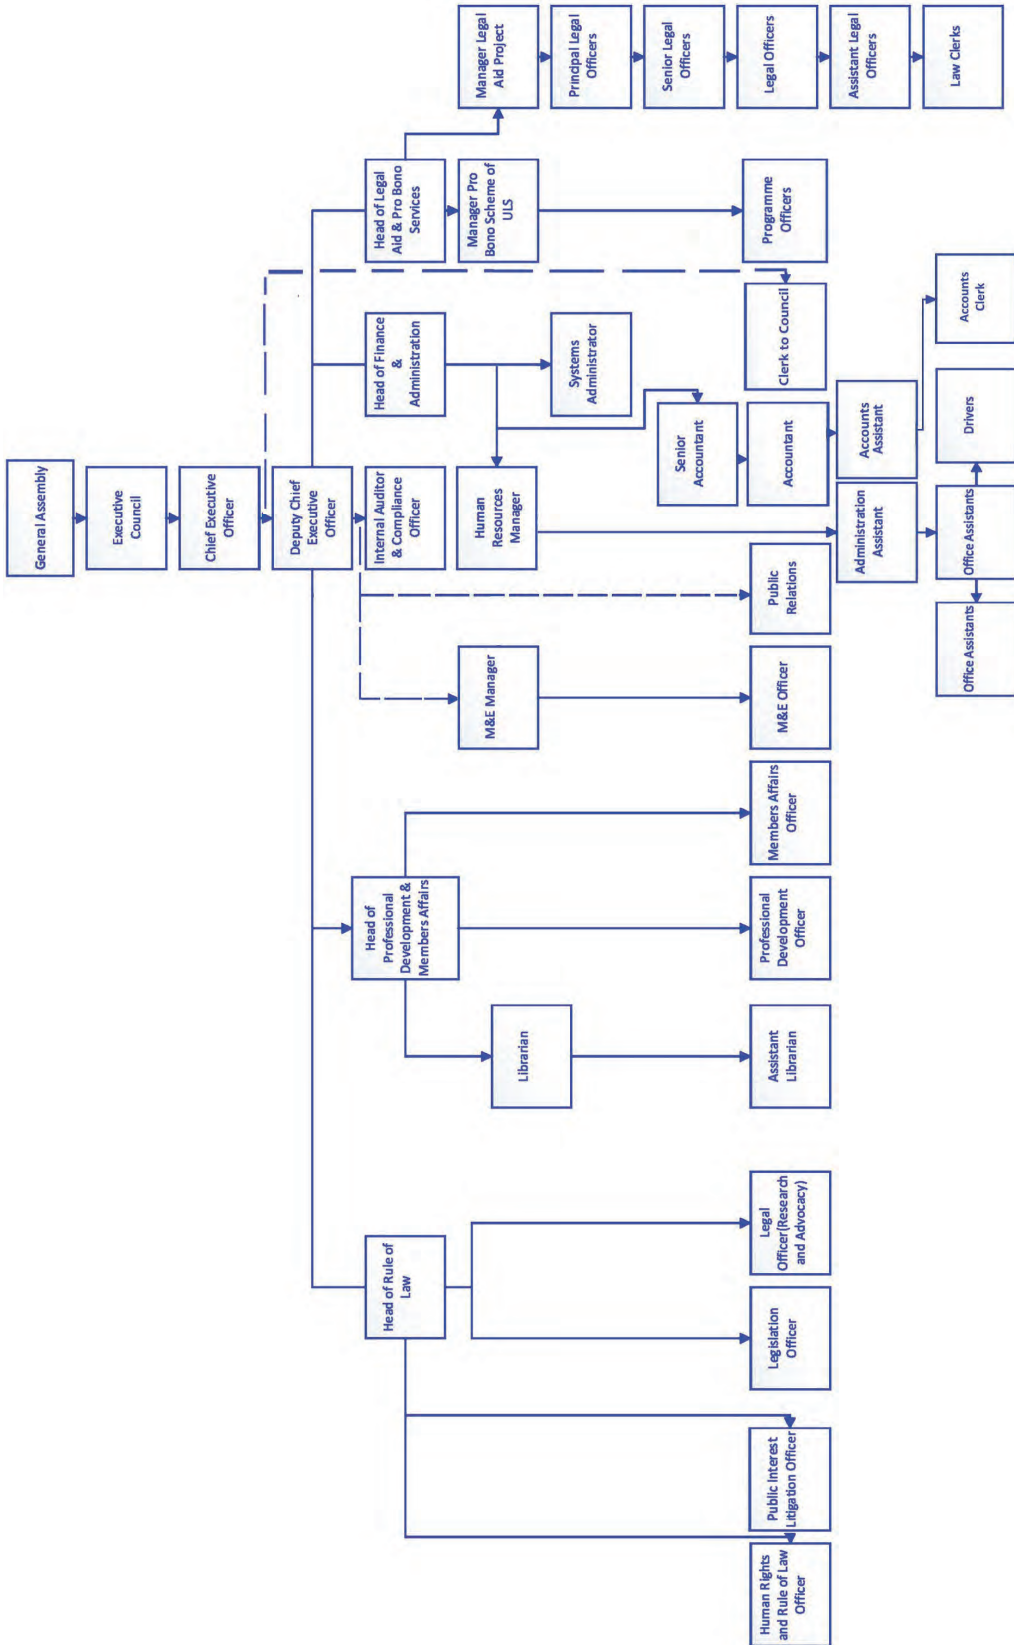 General Assembly
Executive
Council
Chief Executive
Officer
Deputy Chief
Executive
Officer
Head of Rule of
Law
Head of
Professional
Development &
Members Affairs
Internal Auditor
& Compliance
Officer
Head of Finance
&
Administration
Head of Legal
Aid & Pro Bono
Services
Librarian
M&E Manager
Human
Resources
Manager
Systems
Administrator
Manager Pro
Bono Scheme of
ULS
Manager Legal
Aid Project
Principal Legal
Officers
Senior Legal
Officers
Legal Officers
Assistant Legal
Officers
Law Clerks
Senior
Accountant
Human Rights
and Rule of Law
Officer
Public Interest
Litigation Officer
Legislation
Officer
Legal
Officer(Research
and Advocacy)
Assistant
Librarian
Professional
Development
Officer
Members Affairs
Officer
M&E Officer
Public
Relations
Accountant
Clerk to Council
Programme
Officers
Administration
Assistant
Accounts
Assistant
Office Assistants
Office Assistants
Drivers
Accounts
Clerk